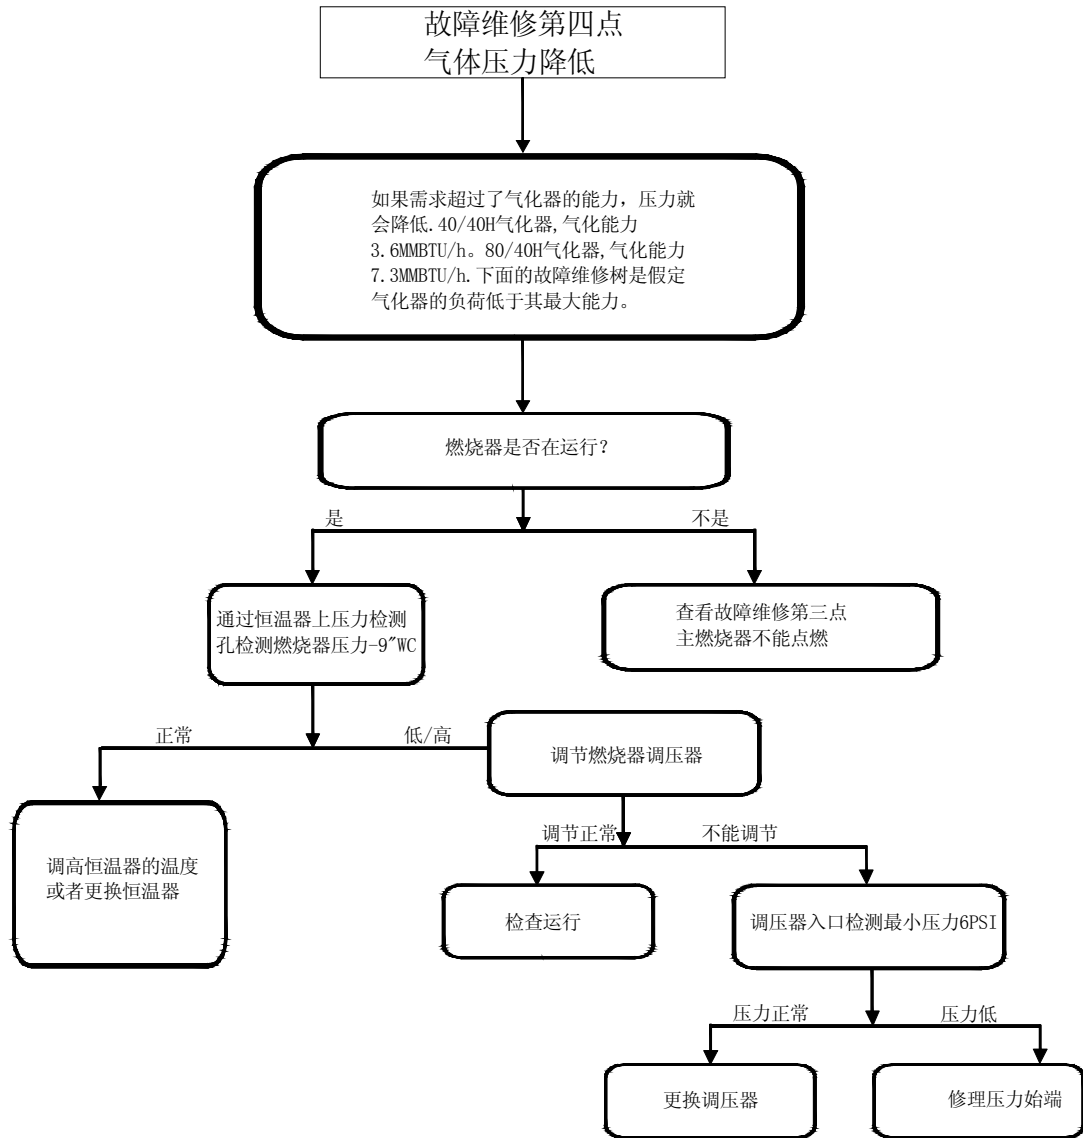 故障维修第四点
气体压力降低
如果需求超过了气化器的能力，压力就
会降低.40/40H气化器,气化能力
3.6MMBTU/h。80/40H气化器,气化能力
7.3MMBTU/h.下面的故障维修树是假定
气化器的负荷低于其最大能力。
燃烧器是否在运行?
是
不是
通过恒温器上压力检测
孔检测燃烧器压力-9"WC
查看故障维修第三点
主燃烧器不能点燃
正常
低/高
调节燃烧器调压器
调高恒温器的温度
或者更换恒温器
调节正常
不能调节
检查运行
调压器入口检测最小压力6PSI
压力正常
压力低
更换调压器
修理压力始端